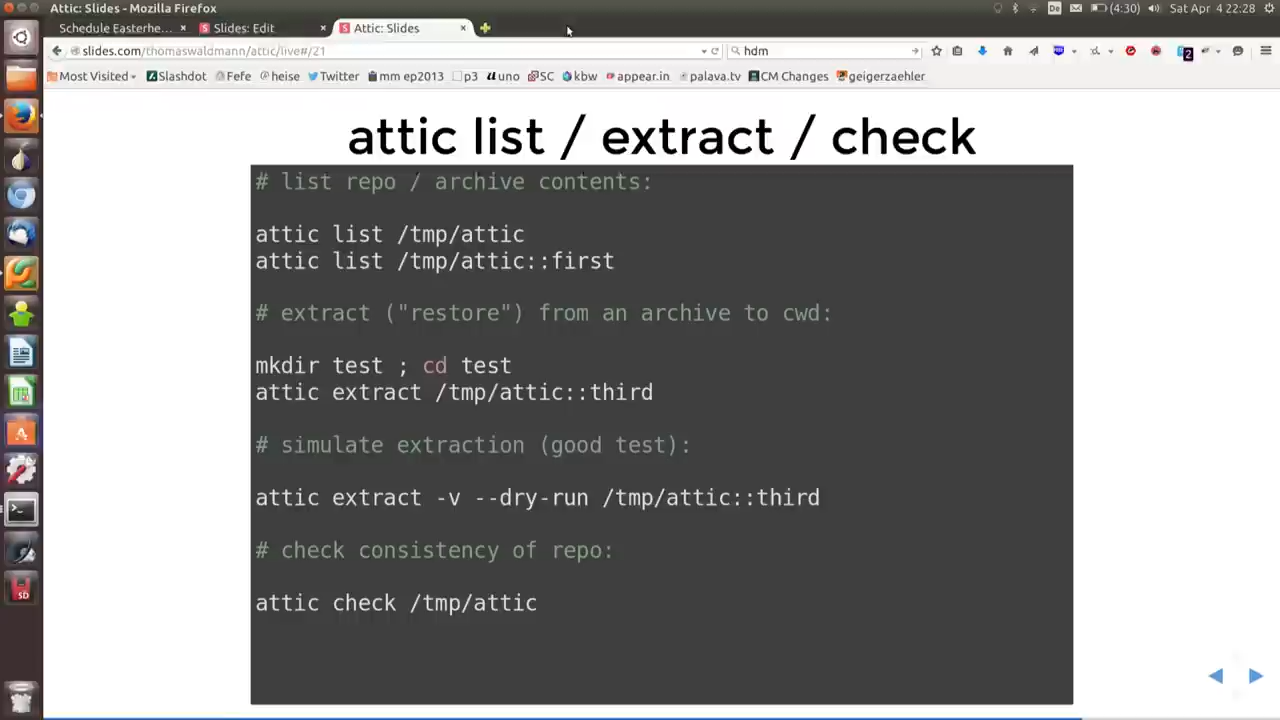 Attic: Slides - Mozilla Firefox
De
(4:30)
Sat Apr 4 22:28
Schedule Easterhe...
Slides: Edit
Attic: Slides
slides.com/thomaswaldmann/attic/live#/21
hdm
2
Most Visited
Slashdot
Fefe
heise
Twitter
mm ep2013
p3
uno
SC
kbw
appear.in
palava.tv
CM Changes
geigerzaehler
attic list / extract / check
# list repo / archive contents:
attic list /tmp/attic
attic list /tmp/attic::first
# extract ("restore") from an archive to cwd:
mkdir test ; cd test
attic extract /tmp/attic::third
# simulate extraction (good test):
attic extract -v --dry-run /tmp/attic::third
# check consistency of repo:
attic check /tmp/attic
SD